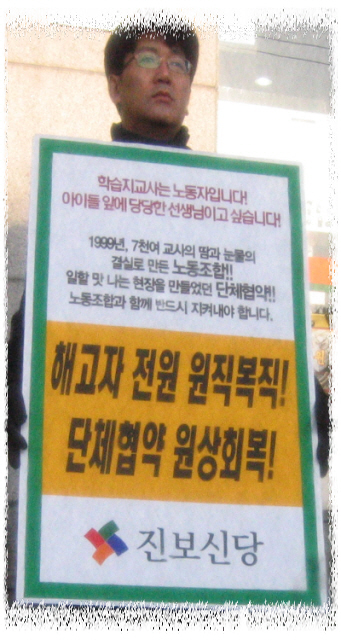 학습지교사는 노동자입니다!
아이들 앞에 당당한 선생님이고 싶습니다!
1999년, 7천여 교사의 땀과 눈물의
결실로 만든 노동조합!!
일할 맛 나는 현장을 만들었던 단체협약!!
노동조합과 함께 반드시 지켜내야 합니다.
해고자 전원 원직복직!
단체협약 원상회복!
진보신당